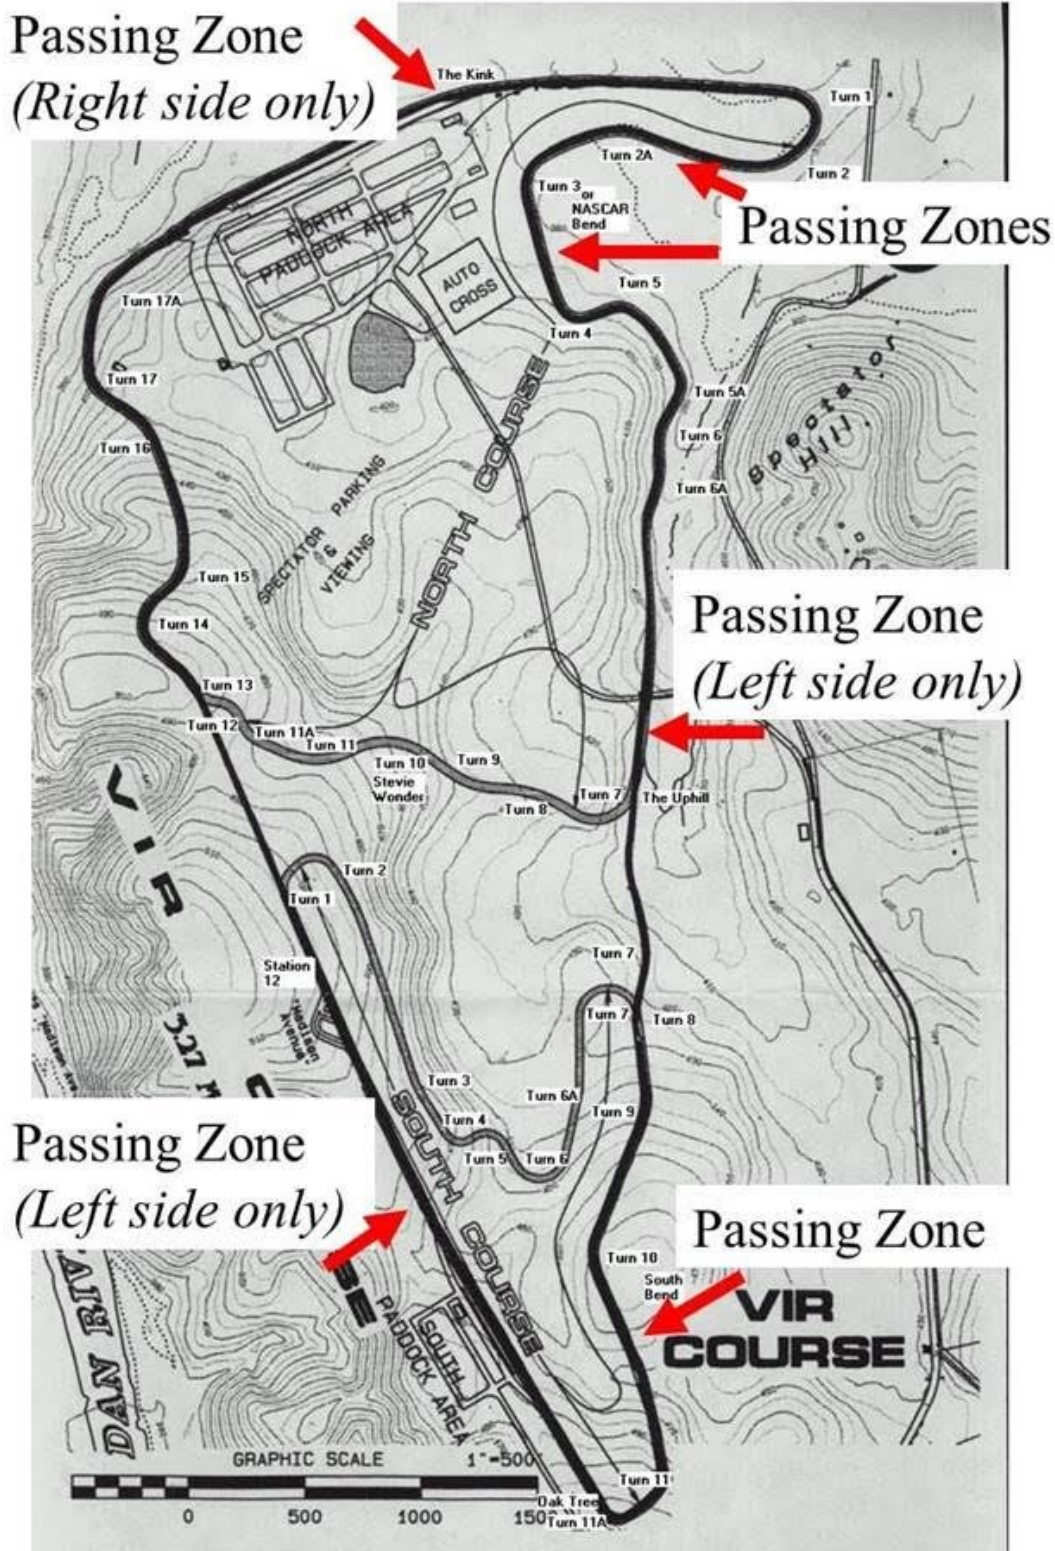 Passing Zone
(Right side only)
The Kink
Turn 1
Turn 2A
Turn 2
Turn 3
or
NASCAR
Bend
Passing Zones
NORTH
PADDOCK AREA
AUTO
CROSS
Turn 5
Turn 17A
Turn 4
Turn 17
Turn 5A
Turn 16
Turn 6
Turn 6A
Spectator
Hill
SPECTATOR PARKING
&
VIEWING
NORTH COURSE
Turn 15
Turn 14
Passing Zone
(Left side only)
Turn 13
Turn 12
Turn 11A
Turn 11
Turn 10
Stevie
Wonder
Turn 9
Turn 8
Turn 7
The Uphill
VIR
Turn 2
Turn 1
Station
12
Turn 7
Turn 7
Turn 8
3.27 M
Turn 3
Turn 6A
Turn 9
Turn 4
Turn 5
Turn 6
SOUTH COURSE
Passing Zone
(Left side only)
Passing Zone
Turn 10
South
Bend
VIR
COURSE
SOUTH
PADDOCK AREA
DAN RIV
GRAPHIC SCALE
1"=500
0
500
1000
150
Turn 11
Oak Tree
Turn 11A